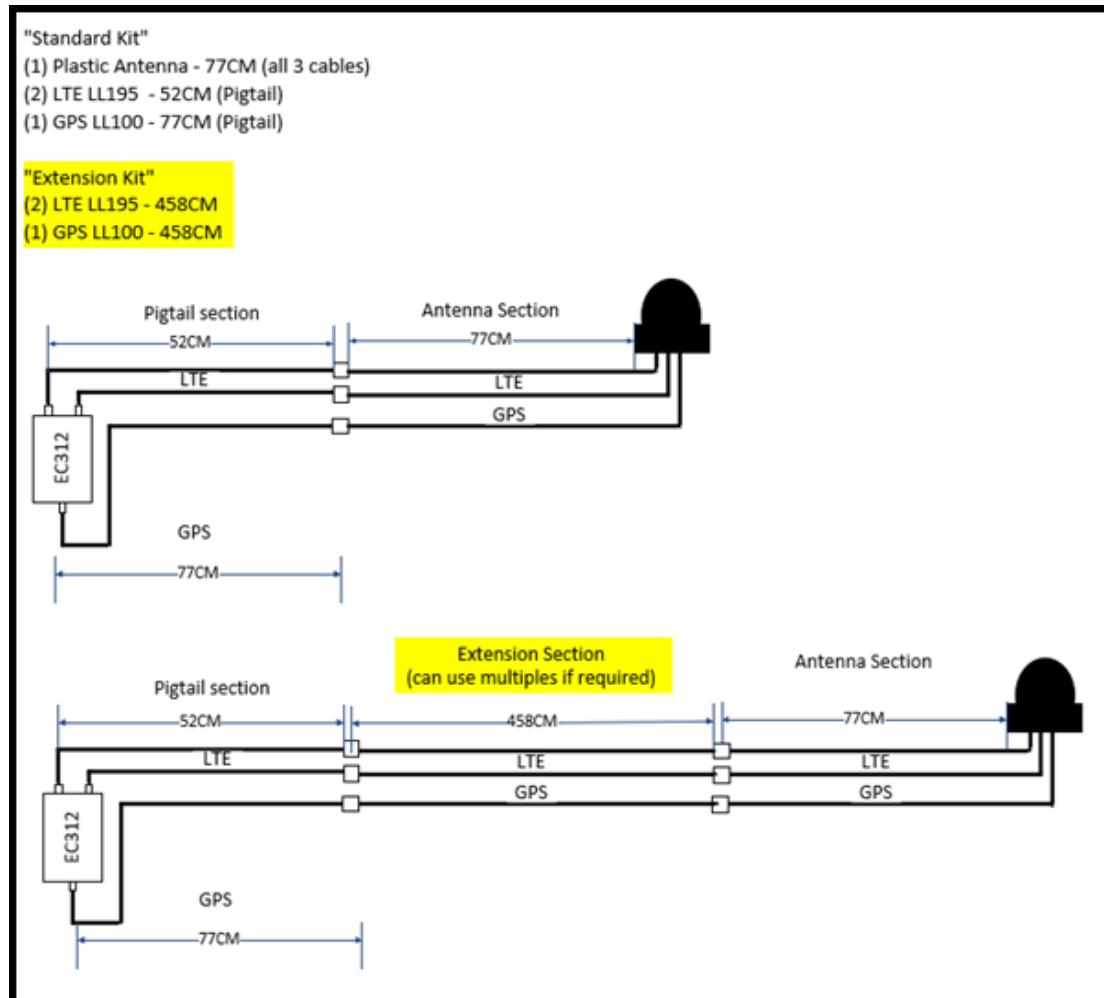 "Standard Kit"
(1) Plastic Antenna - 77CM (all 3 cables)
(2) LTE LL195 - 52CM (Pigtail)
(1) GPS LL100 - 77CM (Pigtail)
"Extension Kit"
(2) LTE LL195 - 458CM
(1) GPS LL100 - 458CM
Pigtail section
Antenna Section
52CM
77CM
LTE
LTE
GPS
EC312
GPS
77CM
Extension Section
(can use multiples if required)
Antenna Section
Pigtail section
52CM
458CM
77CM
LTE
LTE
LTE
GPS
GPS
EC312
GPS
77CM